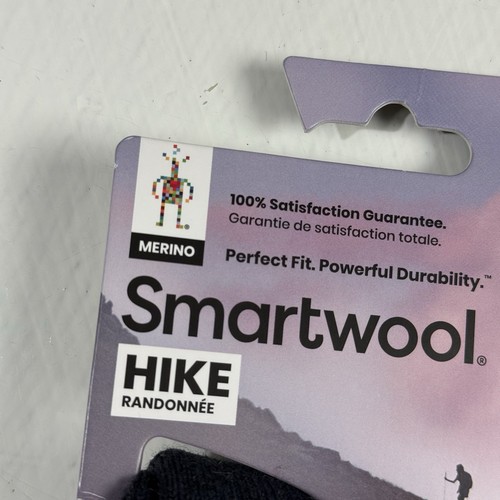 100% Satisfaction Guarantee.
Garantie de satisfaction totale.
MERINO
Perfect Fit. Powerful Durability.™
Smartwool®
HIKE
RANDONNÉE